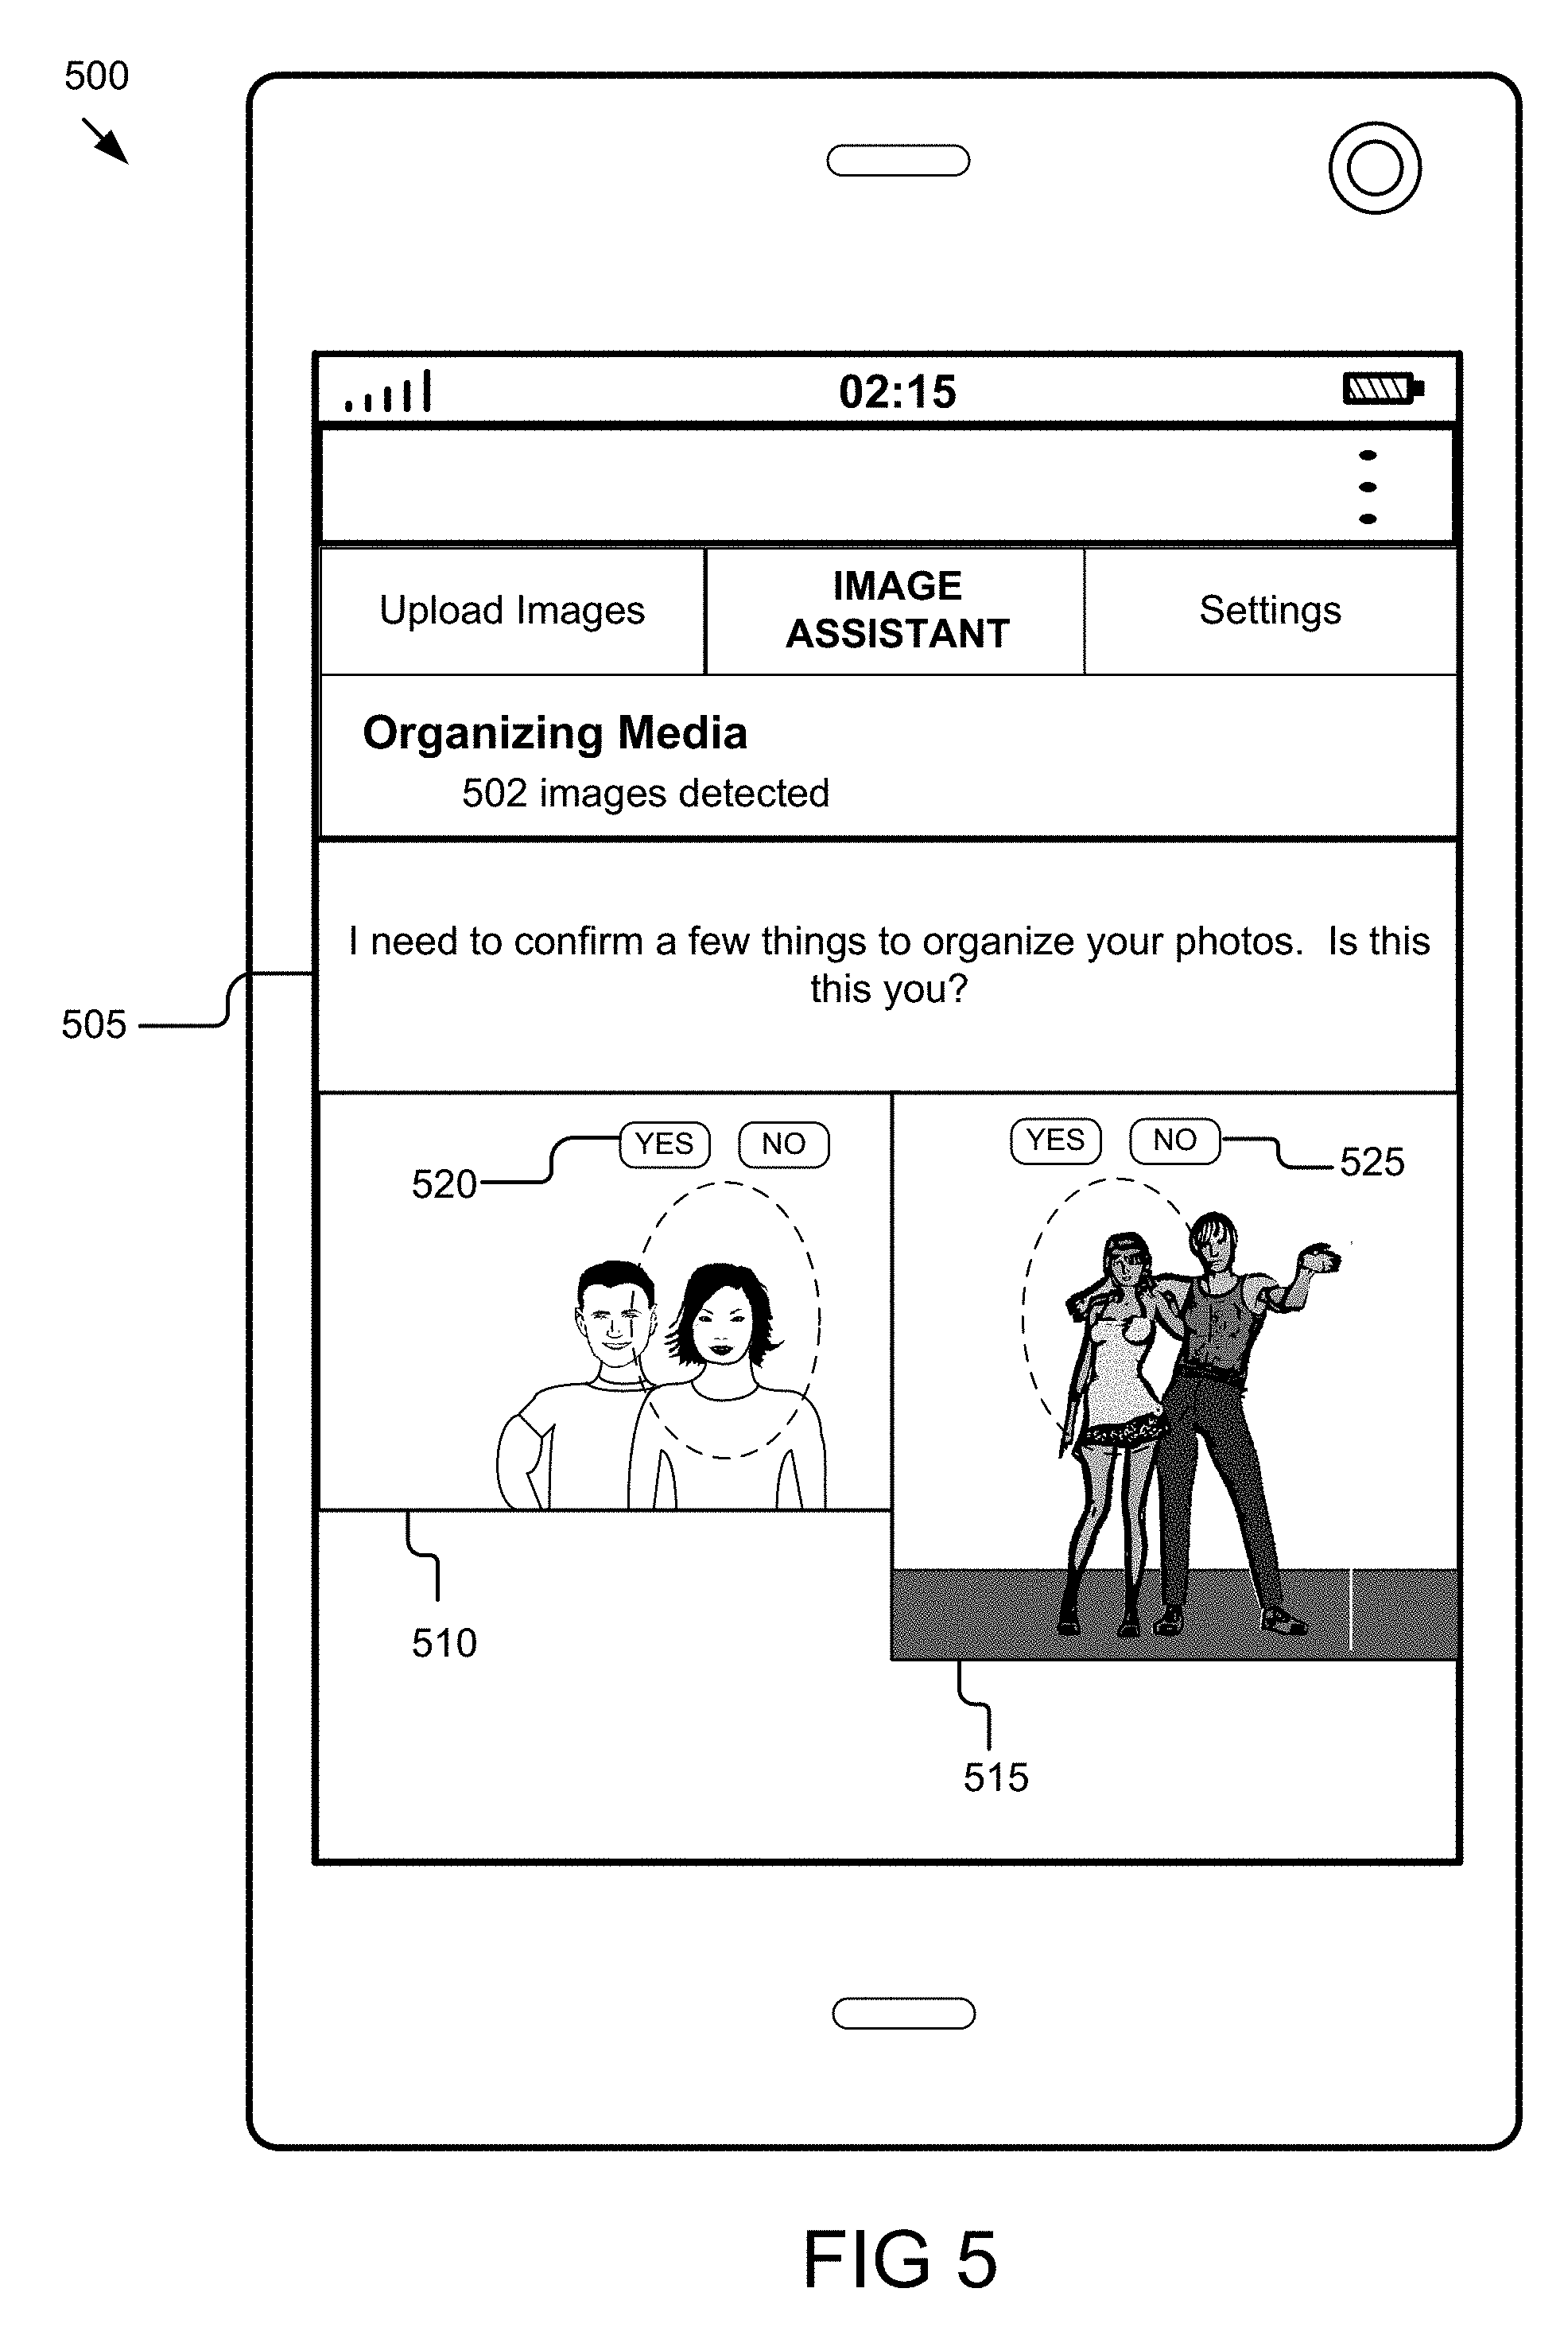 500
02:15
Upload Images
IMAGE
ASSISTANT
Settings
Organizing Media
502 images detected
I need to confirm a few things to organize your photos.  Is this
this you?
505
YES
NO
520
YES
NO
525
510
515
FIG 5